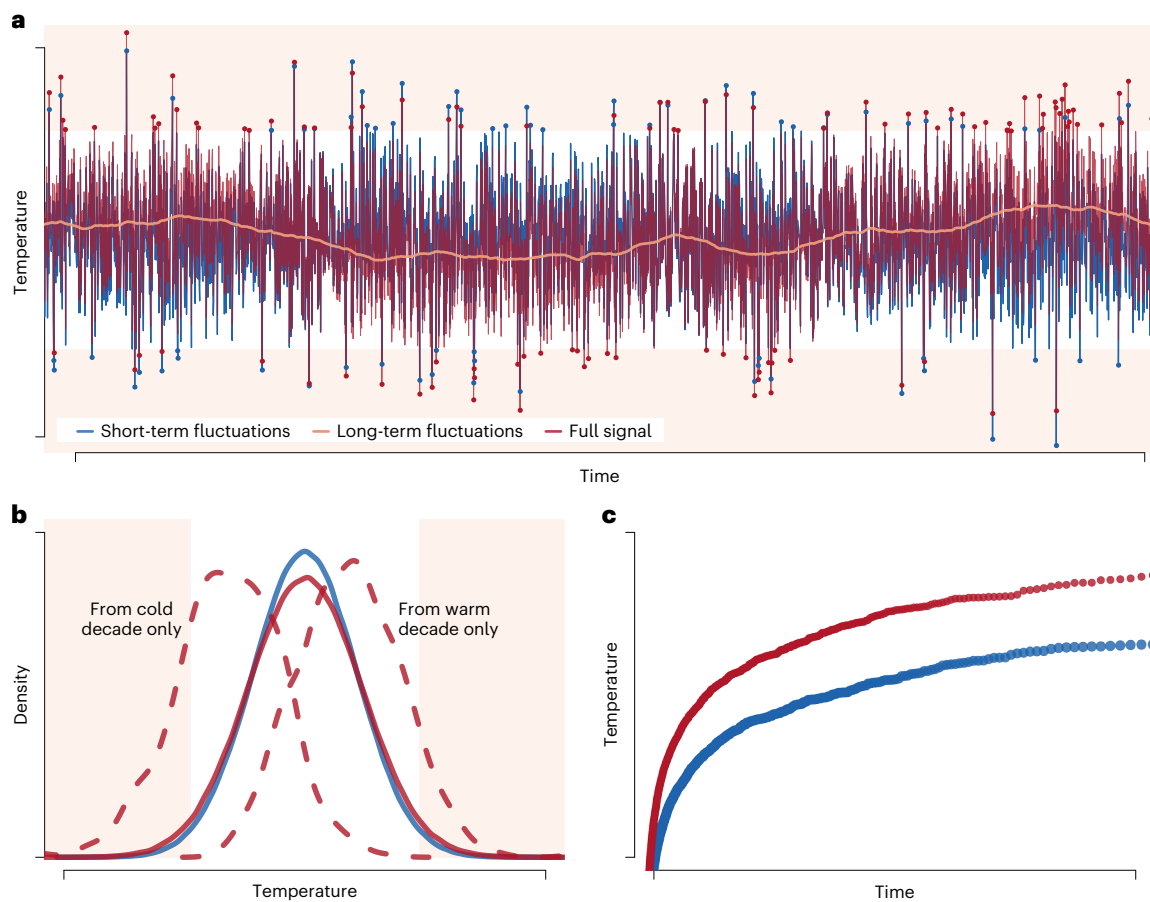 a
Temperature
Short-term fluctuations
Long-term fluctuations
Full signal
Time
b
Density
From cold
decade only
From warm
decade only
Temperature
c
Temperature
Time